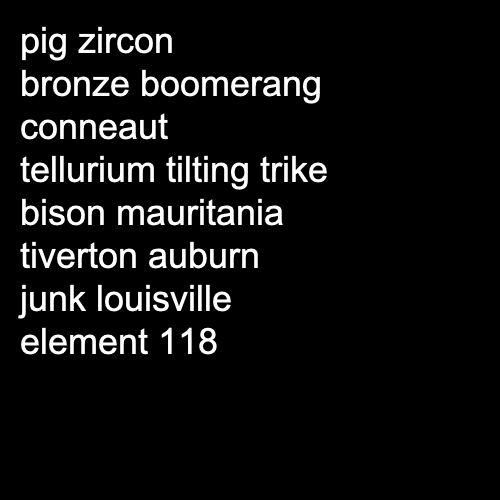 pig zircon
bronze boomerang
conneaut
tellurium tilting trike
bison mauritania
tiverton auburn
junk louisville
element 118